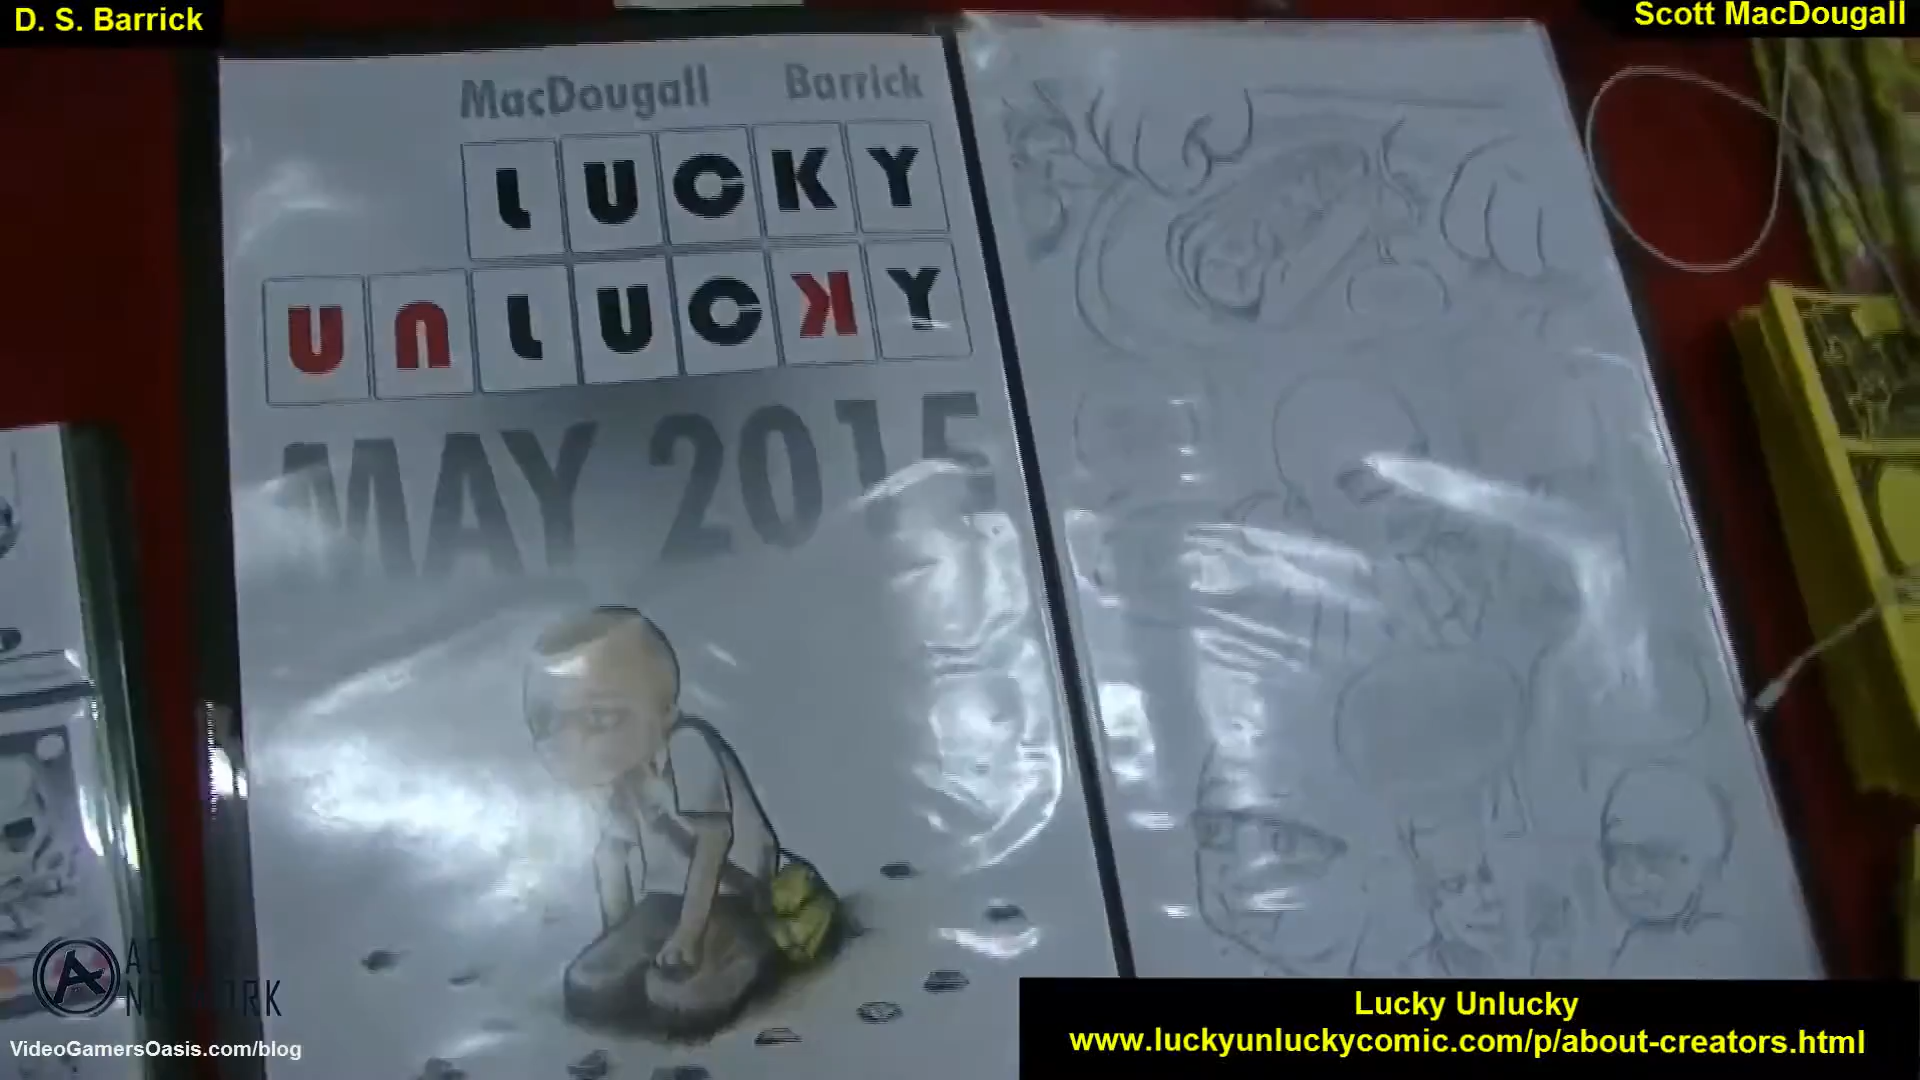 D. S. Barrick
Scott MacDougall
MacDougall Barrick
LUCKY
UNLUCKY
MAY 2015
NETWORK
VideoGamersOasis.com/blog
Lucky Unlucky
www.luckyunluckycomic.com/p/about-creators.html